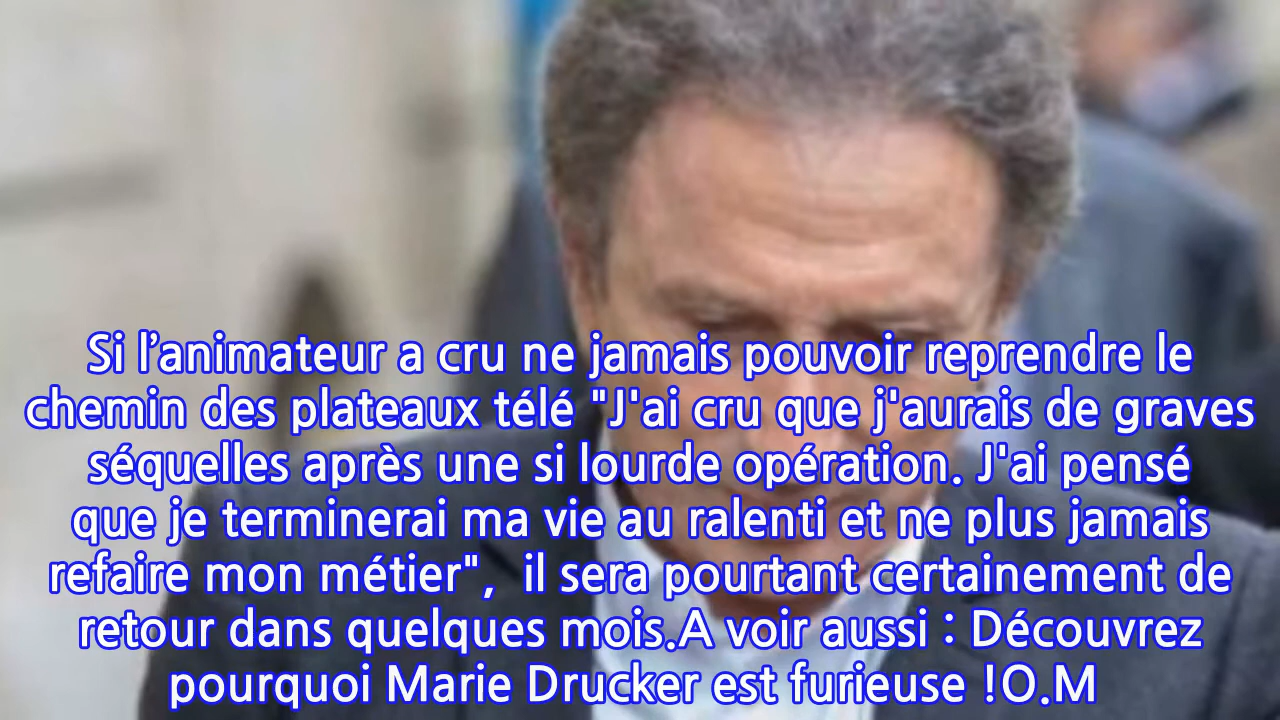 Si l’animateur a cru ne jamais pouvoir reprendre le
chemin des plateaux télé "J'ai cru que j'aurais de graves
séquelles après une si lourde opération. J'ai pensé
que je terminerai ma vie au ralenti et ne plus jamais
refaire mon métier",  il sera pourtant certainement de
retour dans quelques mois.A voir aussi : Découvrez
pourquoi Marie Drucker est furieuse !O.M